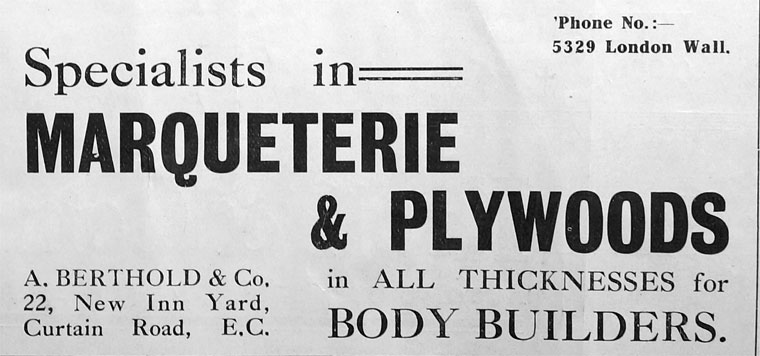 'Phone No.:—
5329 London Wall.
Specialists in
MARQUETERIE
& PLYWOODS
A. BERTHOLD & Co.
22, New Inn Yard,
Curtain Road, E.C.
in ALL THICKNESSES for
BODY BUILDERS.